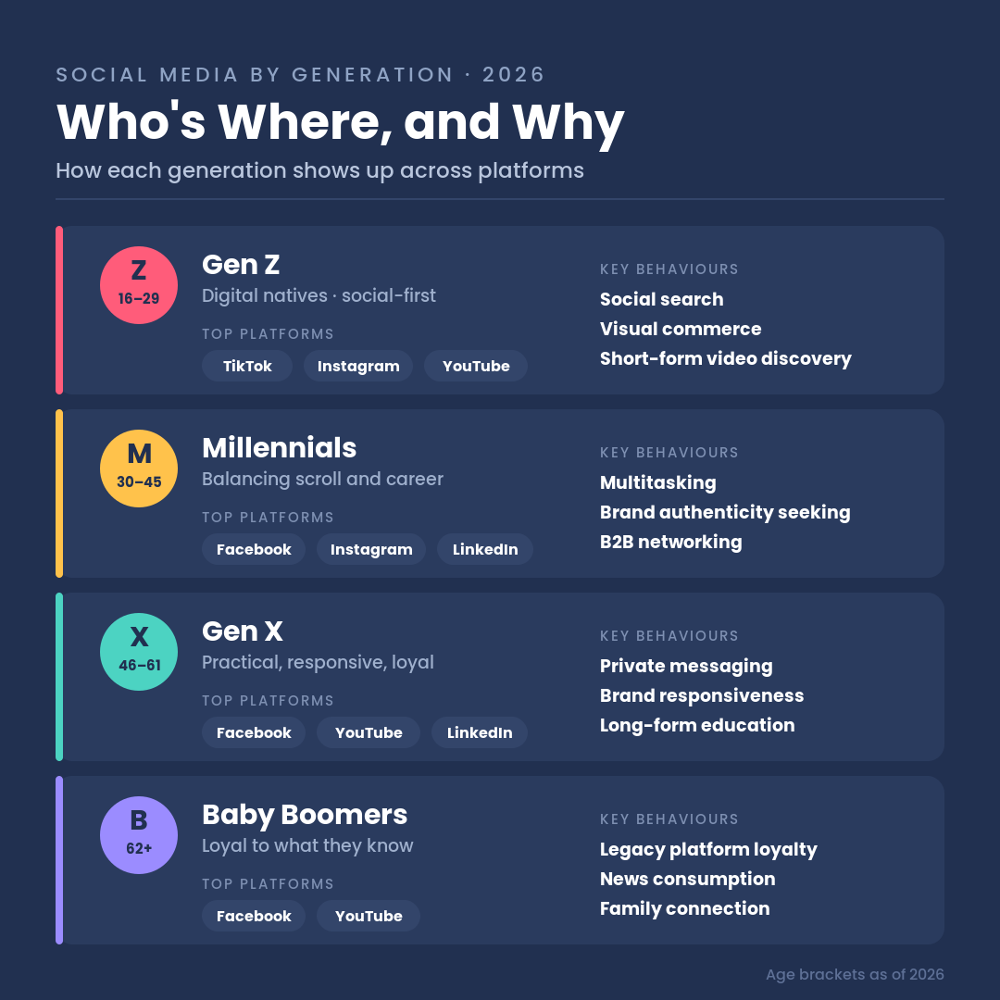 SOCIAL MEDIA BY GENERATION · 2026
Who's Where, and Why
How each generation shows up across platforms
Z
16–29
Gen Z
Digital natives · social-first
TOP PLATFORMS
TikTok Instagram YouTube
KEY BEHAVIOURS
Social search
Visual commerce
Short-form video discovery
M
30–45
Millennials
Balancing scroll and career
TOP PLATFORMS
Facebook Instagram LinkedIn
KEY BEHAVIOURS
Multitasking
Brand authenticity seeking
B2B networking
X
46–61
Gen X
Practical, responsive, loyal
TOP PLATFORMS
Facebook YouTube LinkedIn
KEY BEHAVIOURS
Private messaging
Brand responsiveness
Long-form education
B
62+
Baby Boomers
Loyal to what they know
TOP PLATFORMS
Facebook YouTube
KEY BEHAVIOURS
Legacy platform loyalty
News consumption
Family connection
Age brackets as of 2026